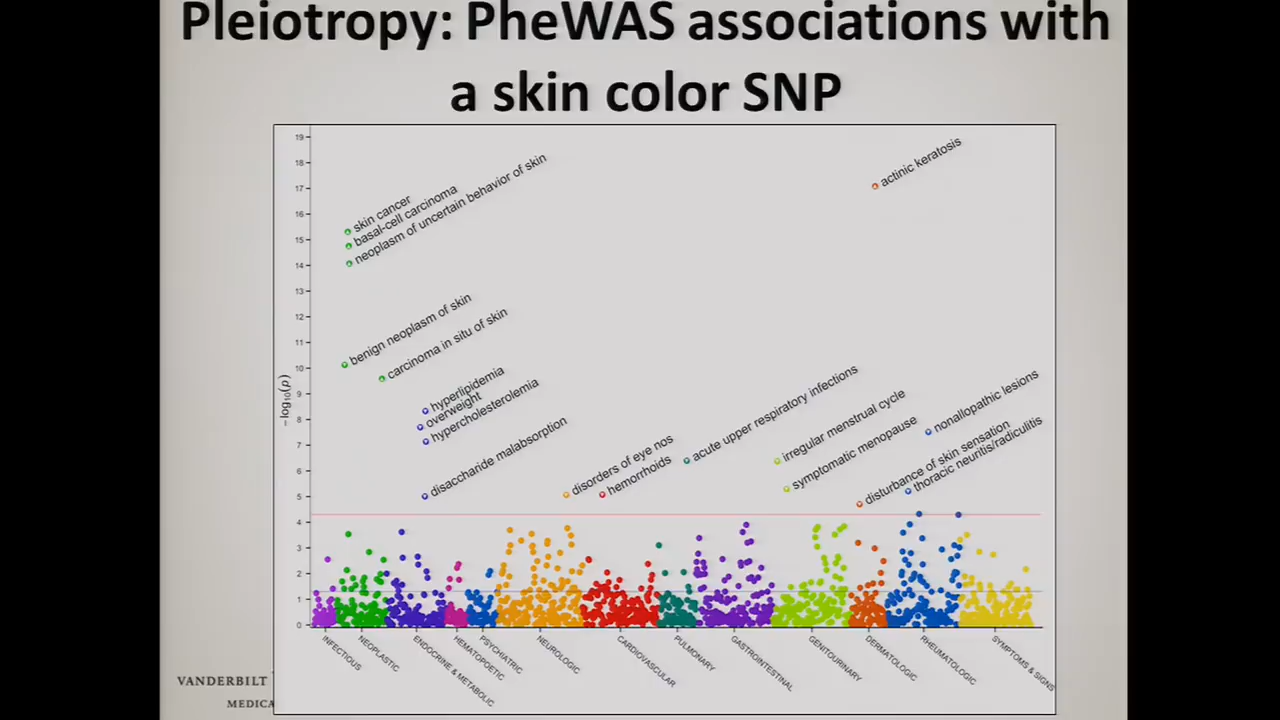 Pleiotropy: PheWAS associations with
a skin color SNP
19
18
17
16
15
14
13
12
11
10
9
8
7
6
5
4
3
2
1
0
−log10(p)
actinic keratosis
skin cancer
basal-cell carcinoma
neoplasm of uncertain behavior of skin
benign neoplasm of skin
carcinoma in situ of skin
hyperlipidemia
overweight
hypercholesterolemia
disaccharide malabsorption
disorders of eye nos
hemorrhoids
acute upper respiratory infections
irregular menstrual cycle
symptomatic menopause
nonallopathic lesions
disturbance of skin sensation
thoracic neuritis/radiculitis
INFECTIOUS
NEOPLASTIC
ENDOCRINE & METABOLIC
HEMATOPOETIC
PSYCHIATRIC
NEUROLOGIC
CARDIOVASCULAR
PULMONARY
GASTROINTESTINAL
GENITOURINARY
DERMATOLOGIC
RHEUMATOLOGIC
SYMPTOMS & SIGNS
VANDERBILT
MEDICA